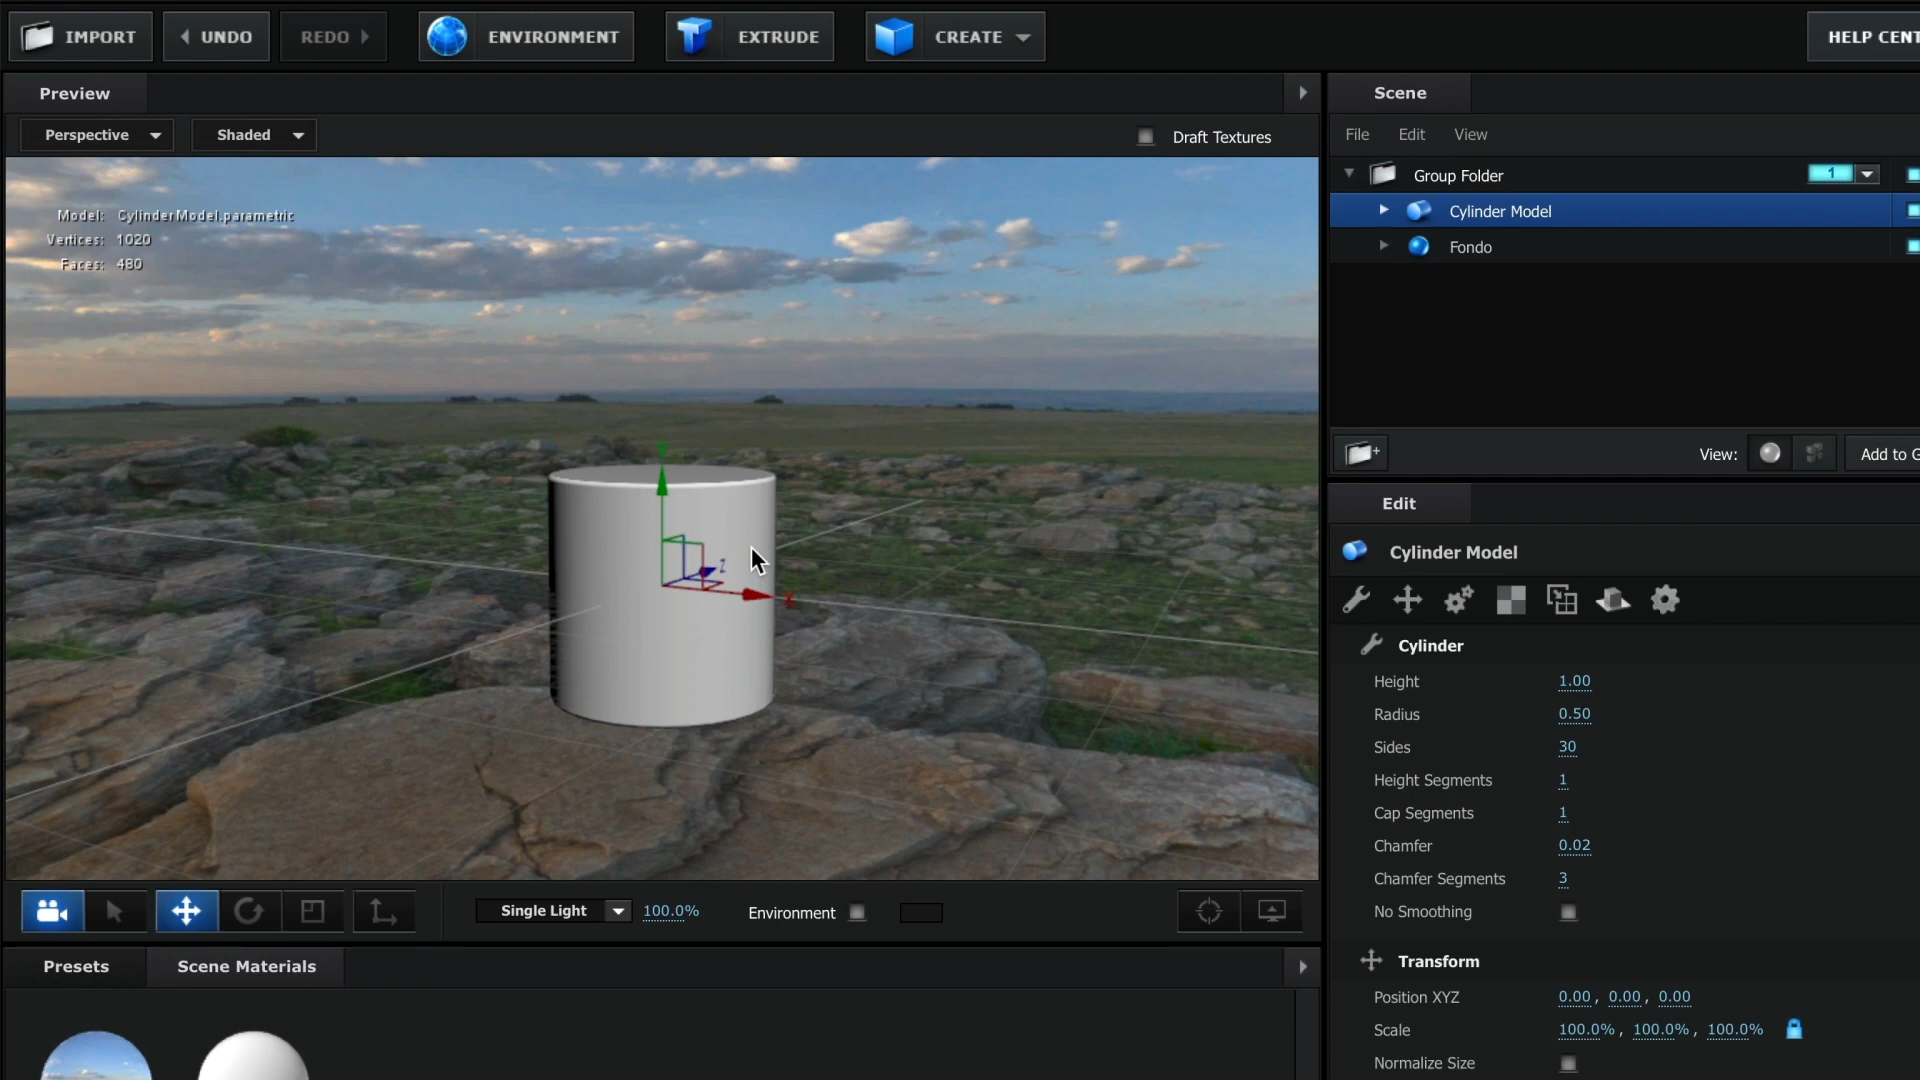 IMPORT
UNDO
REDO
ENVIRONMENT
EXTRUDE
CREATE
HELP CENT
Preview
Perspective
Shaded
Draft Textures
Model: CylinderModel.parametric
Vertices: 1020
Faces: 480
Y
Z
X
Single Light
100.0%
Environment
Presets
Scene Materials
Scene
File Edit View
Group Folder
1
Cylinder Model
Fondo
View:
Add to G
Edit
Cylinder Model
Cylinder
Height 1.00
Radius 0.50
Sides 30
Height Segments 1
Cap Segments 1
Chamfer 0.02
Chamfer Segments 3
No Smoothing
Transform
Position XYZ 0.00, 0.00, 0.00
Scale 100.0%, 100.0%, 100.0%
Normalize Size